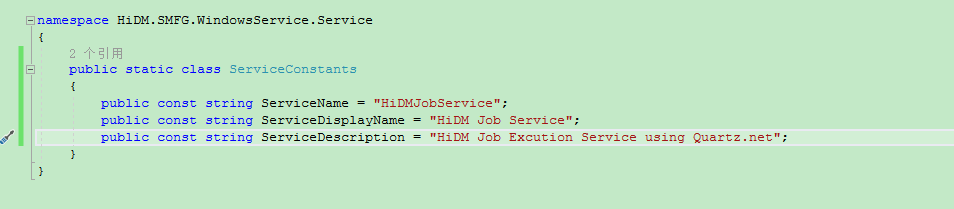 namespace HiDM.SMFG.WindowsService.Service
{
2 个引用
public static class ServiceConstants
{
public const string ServiceName = "HiDMJobService";
public const string ServiceDisplayName = "HiDM Job Service";
public const string ServiceDescription = "HiDM Job Excution Service using Quartz.net";
}
}